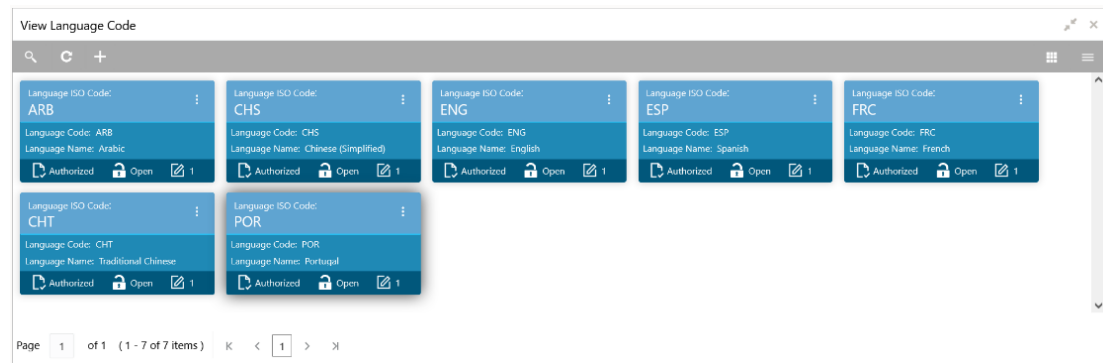 View Language Code
Language ISO Code:
ARB
Language Code: ARB
Language Name: Arabic
Authorized Open 1
Language ISO Code:
CHS
Language Code: CHS
Language Name: Chinese (Simplified)
Authorized Open 1
Language ISO Code:
ENG
Language Code: ENG
Language Name: English
Authorized Open 1
Language ISO Code:
ESP
Language Code: ESP
Language Name: Spanish
Authorized Open 1
Language ISO Code:
FRC
Language Code: FRC
Language Name: French
Authorized Open 1
Language ISO Code:
CHT
Language Code: CHT
Language Name: Traditional Chinese
Authorized Open 1
Language ISO Code:
POR
Language Code: POR
Language Name: Portugal
Authorized Open 1
Page 1 of 1 (1 - 7 of 7 items) 1